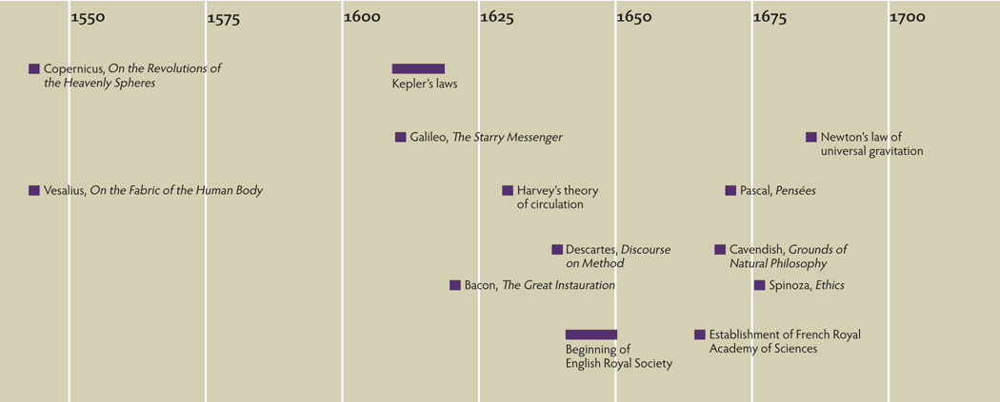 1550 1575 1600 1625 1650 1675 1700
Copernicus, On the Revolutions of
the Heavenly Spheres
Kepler's laws
Galileo, The Starry Messenger
Newton's law of
universal gravitation
Vesalius, On the Fabric of the Human Body
Harvey's theory
of circulation
Pascal, Pensées
Descartes, Discourse
on Method
Cavendish, Grounds of
Natural Philosophy
Bacon, The Great Instauration
Spinoza, Ethics
Beginning of
English Royal Society
Establishment of French Royal
Academy of Sciences